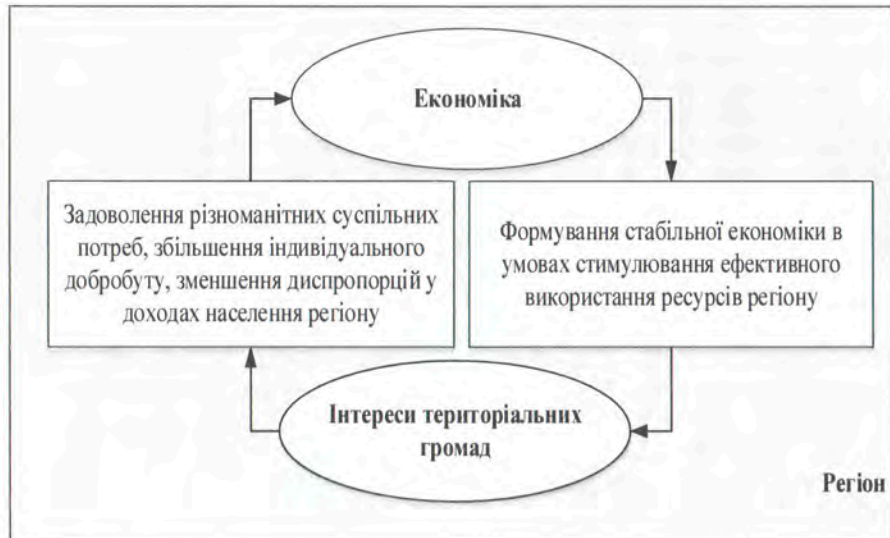 Економіка
Задоволення різноманітних суспільних
потреб, збільшення індивідуального
добробуту, зменшення диспропорцій у
доходах населення регіону
Формування стабільної економіки в
умовах стимулювання ефективного
використання ресурсів регіону
Інтереси територіальних
громад
Регіон